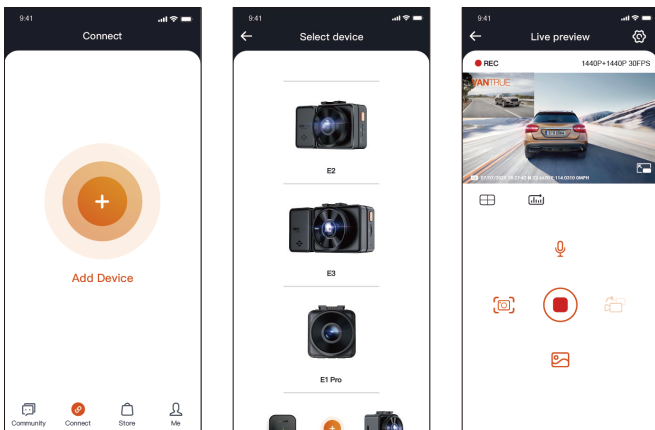 9:41
Connect
Add Device
Community
Connect
Store
Me
9:41
Select device
E2
E3
E1 Pro
9:41
Live preview
REC
1440P+1440P 30FPS
VANTRUE